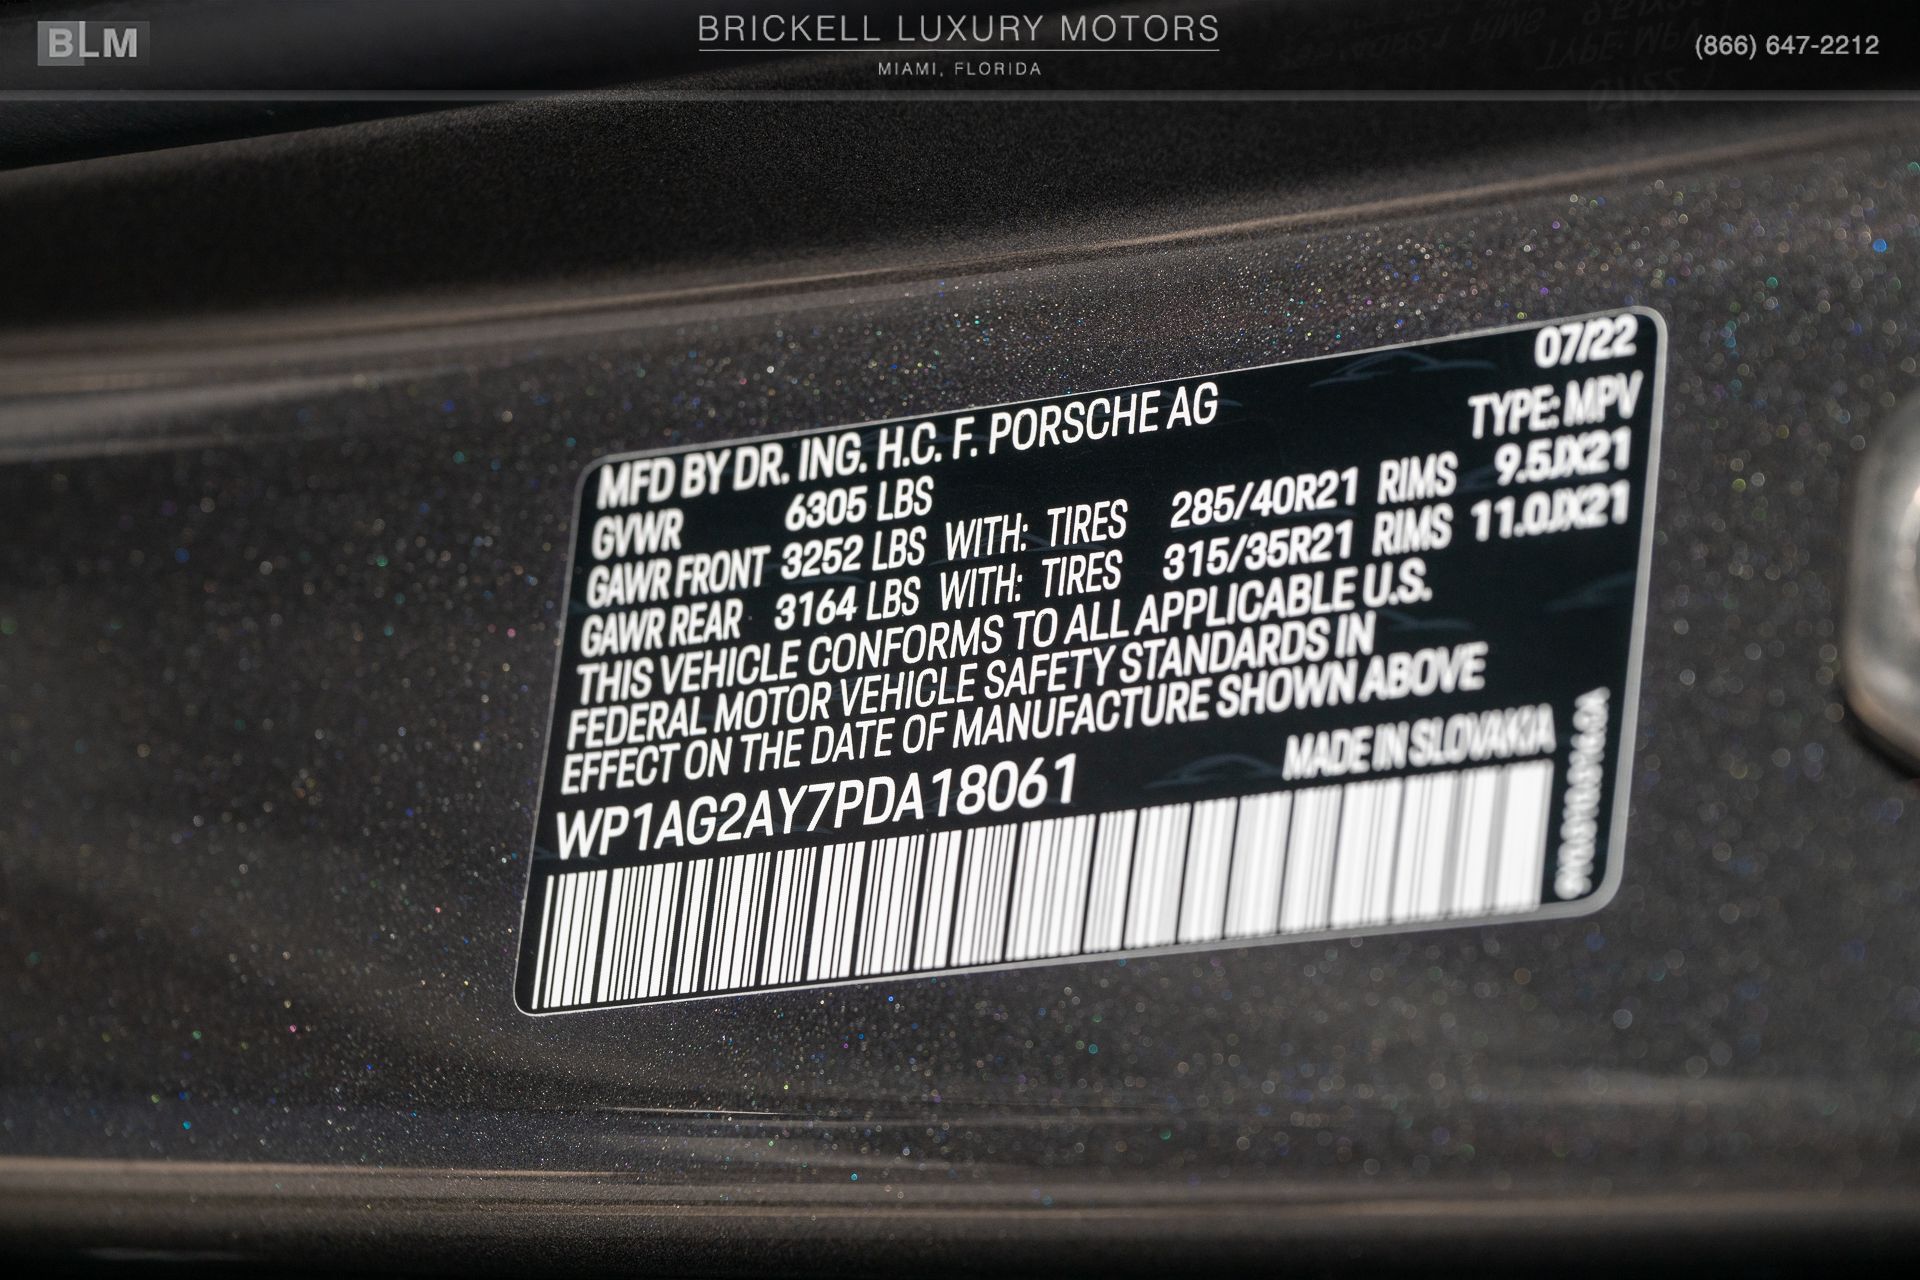 BLM
BRICKELL LUXURY MOTORS
MIAMI, FLORIDA
(866) 647-2212
07/22
MFD BY DR. ING. H.C. F. PORSCHE AG TYPE: MPV
GVWR 6305 LBS
GAWR FRONT 3252 LBS WITH: TIRES 285/40R21 RIMS 9.5JX21
GAWR REAR 3164 LBS WITH: TIRES 315/35R21 RIMS 11.0JX21
THIS VEHICLE CONFORMS TO ALL APPLICABLE U.S.
FEDERAL MOTOR VEHICLE SAFETY STANDARDS IN
EFFECT ON THE DATE OF MANUFACTURE SHOWN ABOVE
WP1AG2AY7PDA18061 MADE IN SLOVAKIA